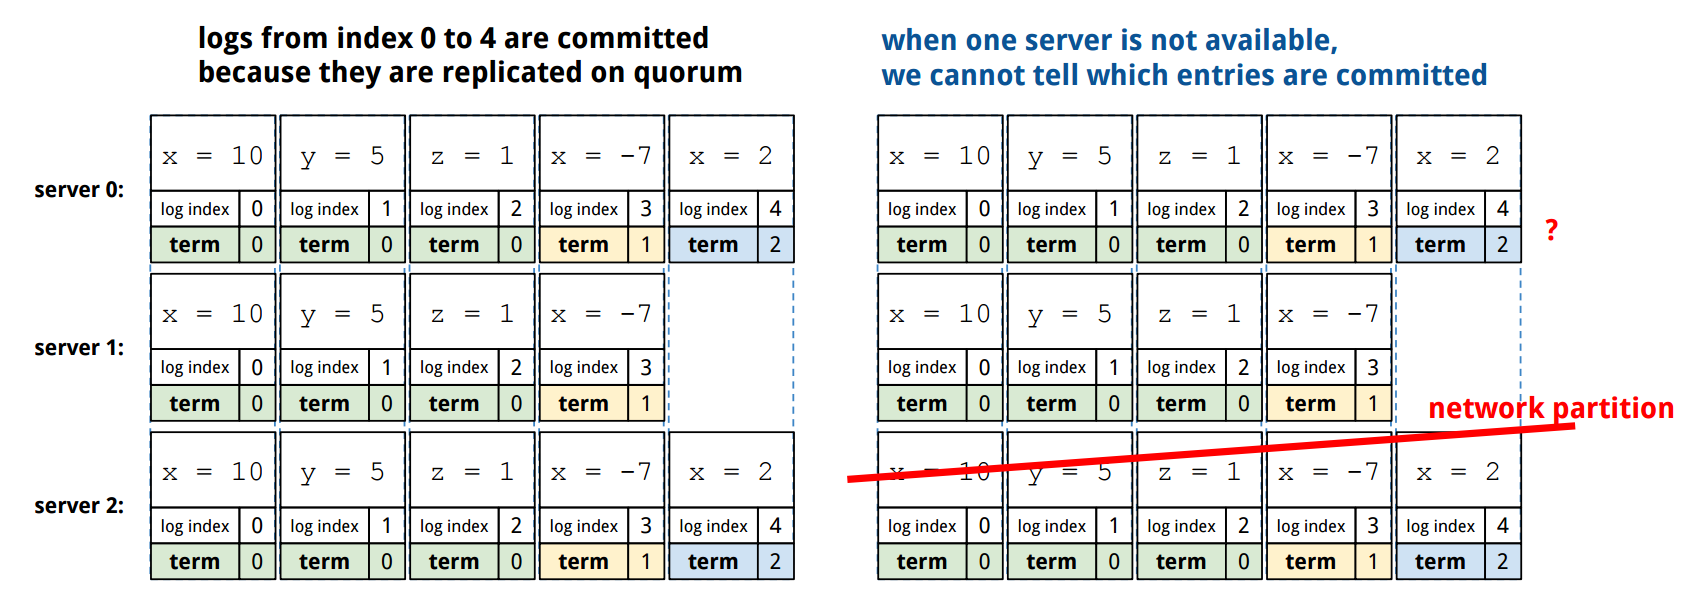 logs from index 0 to 4 are committed
because they are replicated on quorum
when one server is not available,
we cannot tell which entries are committed
server 0:
x = 10 y = 5 z = 1 x = -7 x = 2
log index 0 log index 1 log index 2 log index 3 log index 4
term 0 term 0 term 0 term 1 term 2
server 1:
x = 10 y = 5 z = 1 x = -7
log index 0 log index 1 log index 2 log index 3
term 0 term 0 term 0 term 1
server 2:
x = 10 y = 5 z = 1 x = -7 x = 2
log index 0 log index 1 log index 2 log index 3 log index 4
term 0 term 0 term 0 term 1 term 2
x = 10 y = 5 z = 1 x = -7 x = 2
log index 0 log index 1 log index 2 log index 3 log index 4
term 0 term 0 term 0 term 1 term 2
?
x = 10 y = 5 z = 1 x = -7
log index 0 log index 1 log index 2 log index 3
term 0 term 0 term 0 term 1
network partition
x = 10 y = 5 z = 1 x = -7 x = 2
log index 0 log index 1 log index 2 log index 3 log index 4
term 0 term 0 term 0 term 1 term 2